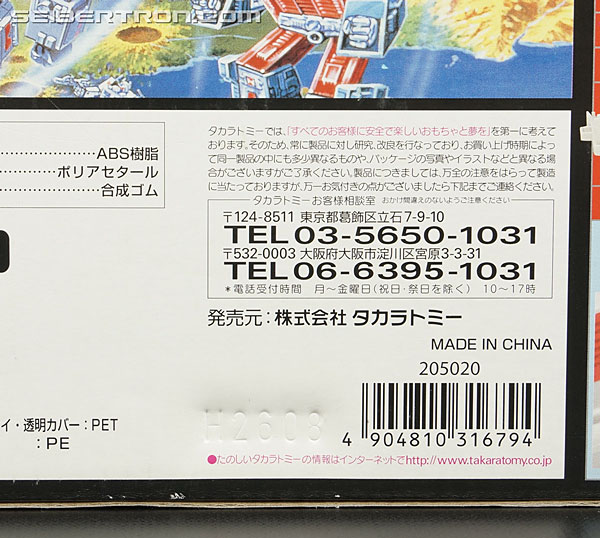 SEIBERTRON.COM
ABS樹脂
ポリアセタール
合成ゴム
タカラトミーでは、「すべてのお客様に安全で楽しいおもちゃと夢を」を第一に考えて
おります。そのため、常に製品に対し研究、改良を行なっており、お買い上げ時期によっ
て同一製品の中にも多少異なるものや、パッケージの写真やイラストなどと異なる場
合がございますがご了承ください。製品につきましては、万全の注意をはらって製造
に当たっておりますが、万一お気付きの点がございましたら下記までご連絡ください。
タカラトミーお客様相談室 おかけ間違えのないようご注意ください
〒124-8511 東京都葛飾区立石7-9-10
TEL 03-5650-1031
〒532-0003 大阪府大阪市淀川区宮原3-3-31
TEL 06-6395-1031
*電話受付時間 月〜金曜日(祝日・祭日を除く) 10〜17時
発売元:株式会社 タカラトミー
MADE IN CHINA
205020
イ・透明カバー:PET
:PE
H2608
4 904810 316794
●たのしいタカラトミーの情報はインターネットで http://www.takaratomy.co.jp